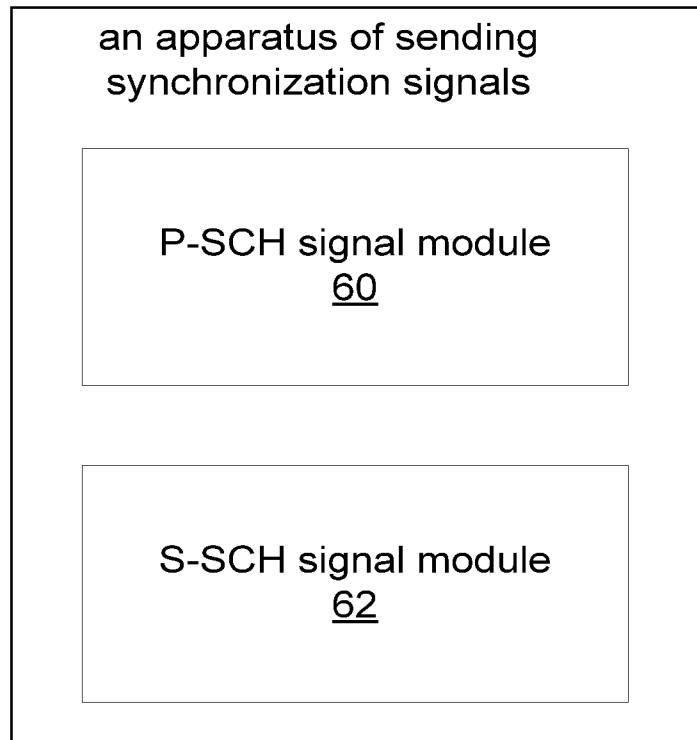 an apparatus of sending
synchronization signals
P-SCH signal module
60
S-SCH signal module
62